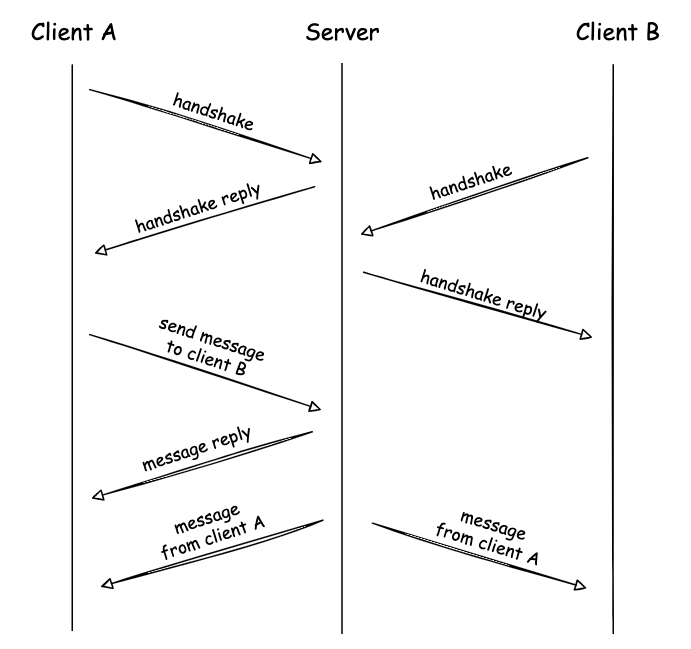 Client A
Server
Client B
handshake
handshake
handshake reply
handshake reply
send message
to client B
message reply
message
from client A
message
from client A